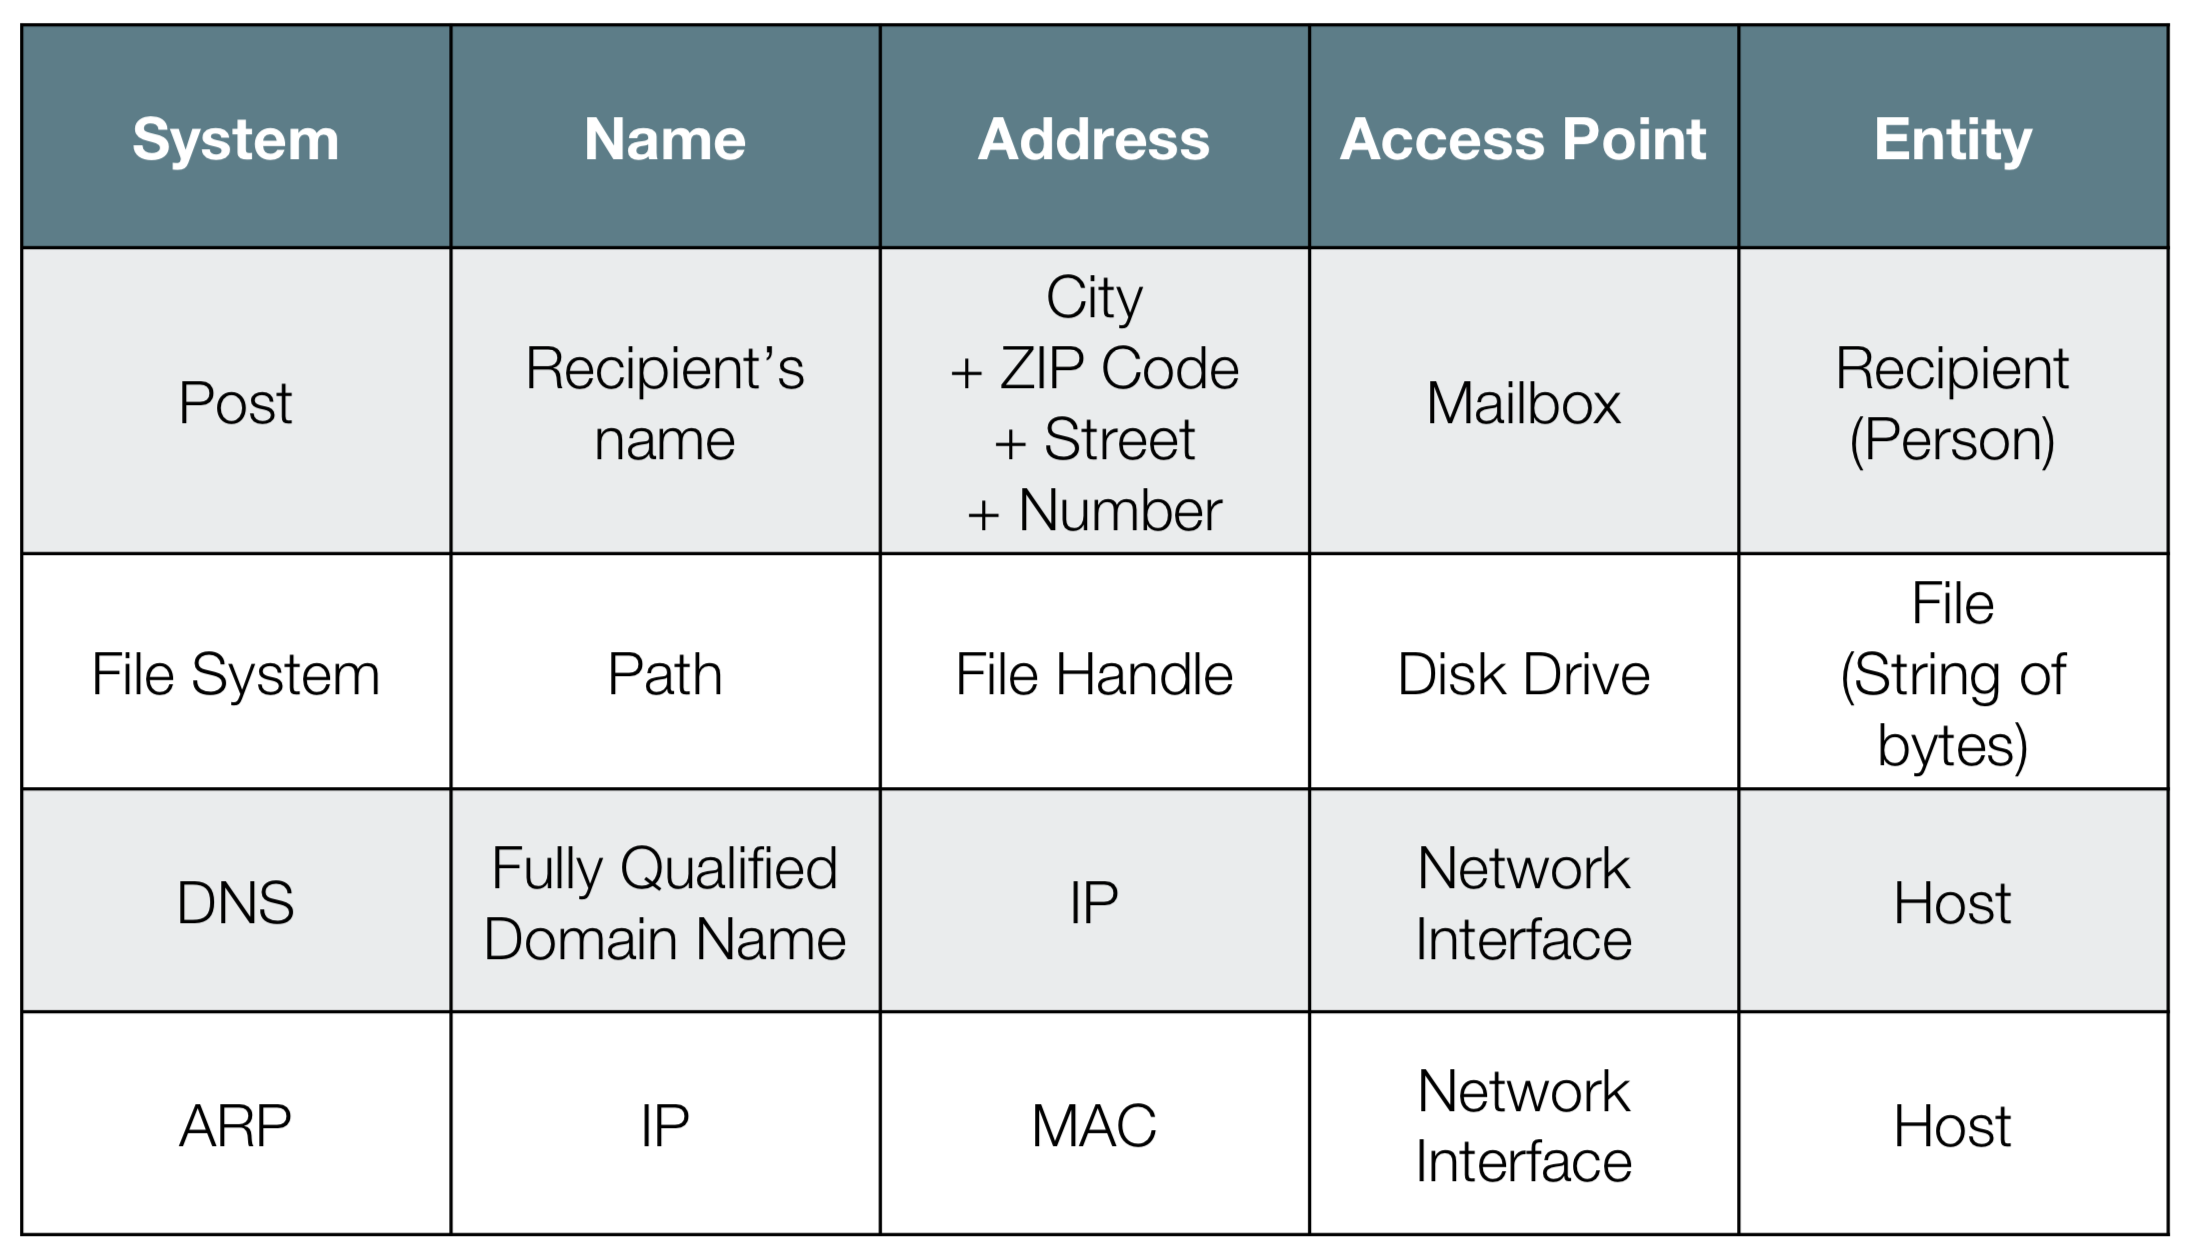 System
Name
Address
Access Point
Entity
Post
Recipient's
name
City
+ ZIP Code
+ Street
+ Number
Mailbox
Recipient
(Person)
File System
Path
File Handle
Disk Drive
File
(String of
bytes)
DNS
Fully Qualified
Domain Name
IP
Network
Interface
Host
ARP
IP
MAC
Network
Interface
Host